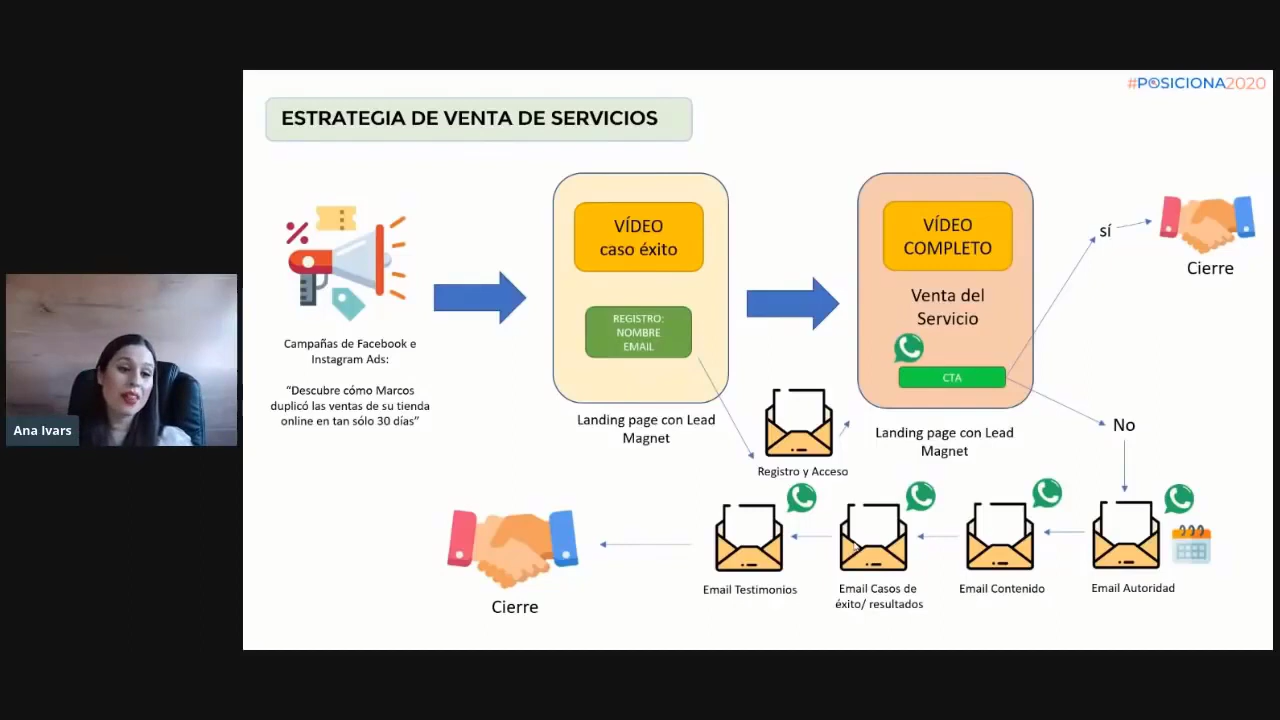 #POSICIONA2020
ESTRATEGIA DE VENTA DE SERVICIOS
Campañas de Facebook e
Instagram Ads:
“Descubre cómo Marcos
duplicó las ventas de su tienda
online en tan sólo 30 días”
VÍDEO
caso éxito
REGISTRO:
NOMBRE
EMAIL
Landing page con Lead
Magnet
Registro y Acceso
VÍDEO
COMPLETO
Venta del
Servicio
CTA
Landing page con Lead
Magnet
sí
Cierre
No
Email Autoridad
Email Contenido
Email Casos de
éxito/ resultados
Email Testimonios
Cierre
Ana Ivars